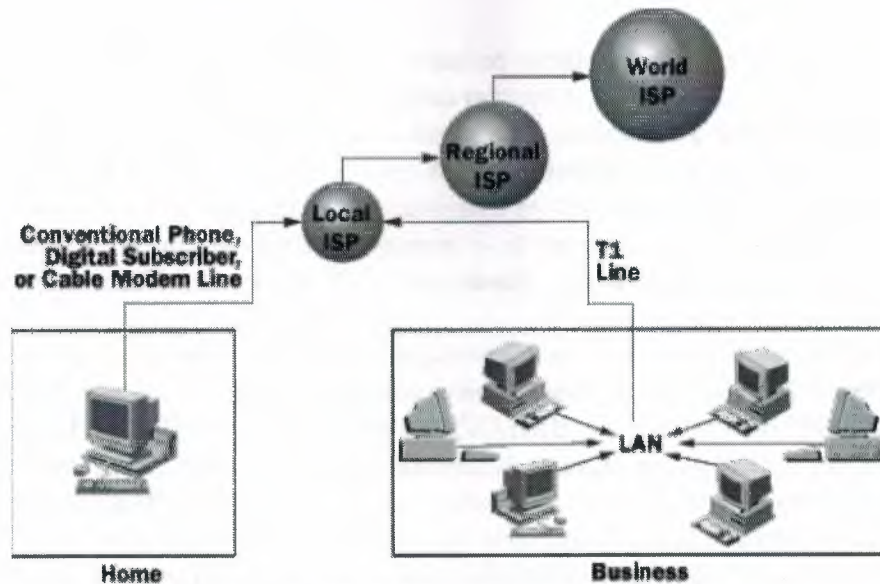 World
ISP
Regional
ISP
Local
ISP
Conventional Phone,
Digital Subscriber,
or Cable Modem Line
T1
Line
LAN
Home
Business